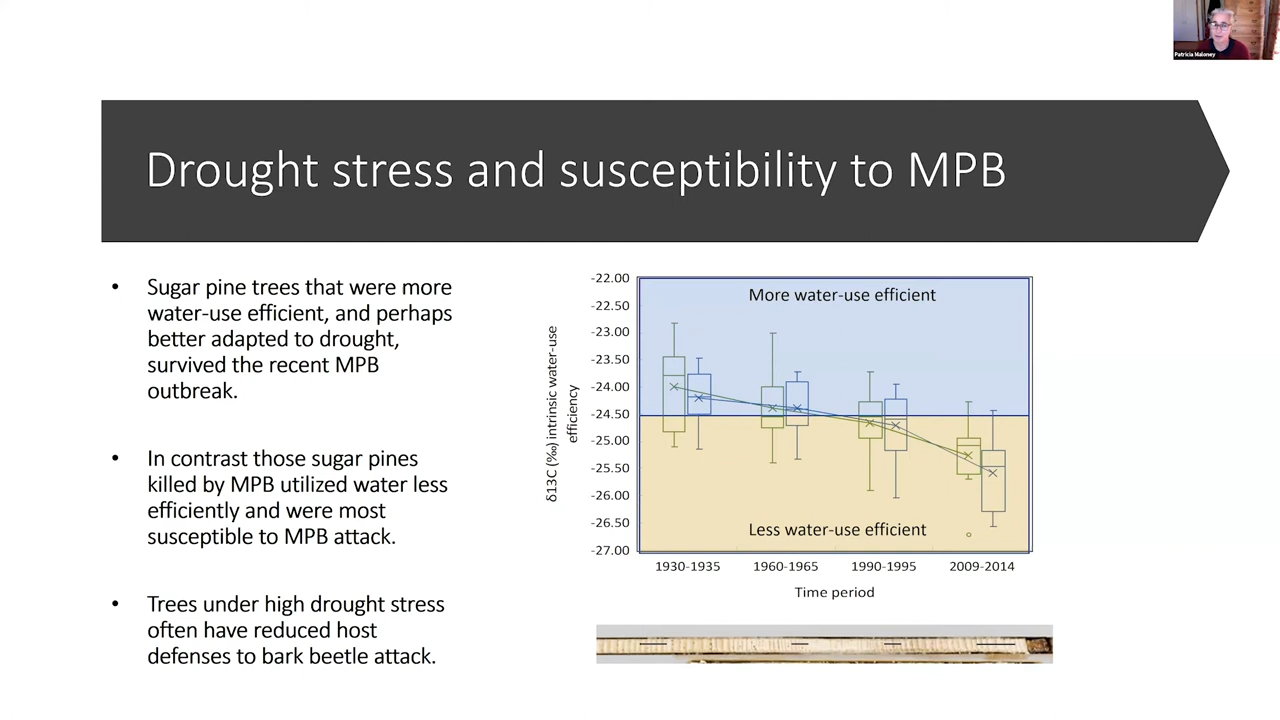 Patricia Maloney
Drought stress and susceptibility to MPB
• Sugar pine trees that were more
water-use efficient, and perhaps
better adapted to drought,
survived the recent MPB
outbreak.
• In contrast those sugar pines
killed by MPB utilized water less
efficiently and were most
susceptible to MPB attack.
• Trees under high drought stress
often have reduced host
defenses to bark beetle attack.
δ13C (‰) intrinsic water-use
efficiency
-22.00
-22.50
-23.00
-23.50
-24.00
-24.50
-25.00
-25.50
-26.00
-26.50
-27.00
More water-use efficient
Less water-use efficient
1930-1935 1960-1965 1990-1995 2009-2014
Time period